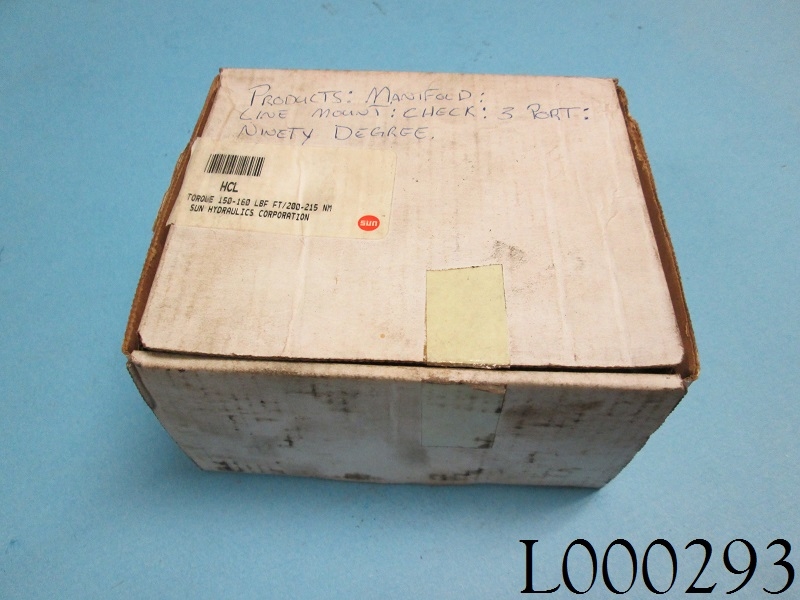 PRODUCTS: MANIFOLD:
LINE MOUNT: CHECK: 3 PORT:
NINETY DEGREE.
HCL
TORQUE 150-160 LBF FT/200-215 NM
SUN HYDRAULICS CORPORATION
sun
L000293